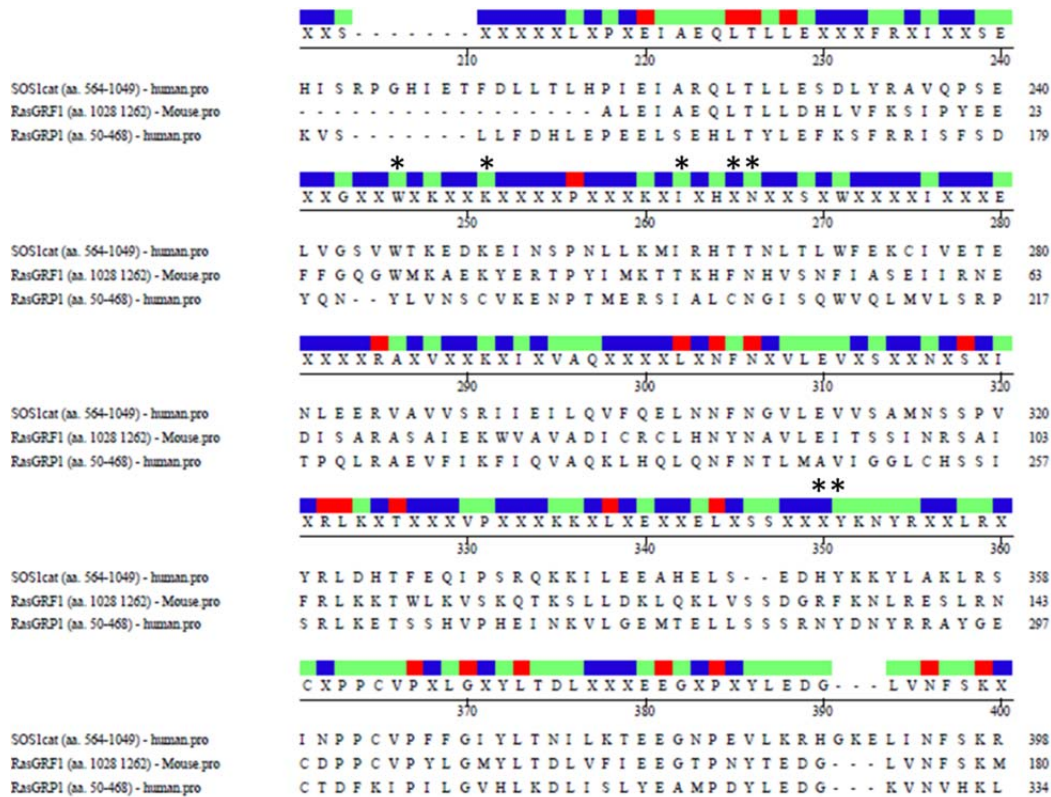 X X S - - - - - - - X X X X X L X P X E I A E Q L T L L E X X X F R X I X X S E
210 220 230 240
SOS1cat (aa. 564-1049) - human.pro H I S R P G H I E T F D L L T L H P I E I A R Q L T L L E S D L Y R A V Q P S E 240
RasGRF1 (aa. 1028 1262) - Mouse.pro - - - - - - - - - - - - - - - - - A L E I A E Q L T L L D H L V F K S I P Y E E 23
RasGRP1 (aa. 50-468) - human.pro K V S - - - - - - - L L F D H L E P E E L S E H L T Y L E F K S F R R I S F S D 179
* * * * *
X X G X X W X K X X K X X X X X P X X X K X I X H X N X X S X W X X X X I X X X E
250 260 270 280
SOS1cat (aa. 564-1049) - human.pro L V G S V W T K E D K E I N S P N L L K M I R H T T N L T L W F E K C I V E T E 280
RasGRF1 (aa. 1028 1262) - Mouse.pro F F G Q G W M K A E K Y E R T P Y I M K T T K H F N H V S N F I A S E I I R N E 63
RasGRP1 (aa. 50-468) - human.pro Y Q N - - Y L V N S C V K E N P T M E R S I A L C N G I S Q W V Q L M V L S R P 217
X X X X R A X V X X K X I X V A Q X X X X L X N F N X V L E V X S X X N X S X I
290 300 310 320
SOS1cat (aa. 564-1049) - human.pro N L E E R V A V V S R I I E I L Q V F Q E L N N F N G V L E V V S A M N S S P V 320
RasGRF1 (aa. 1028 1262) - Mouse.pro D I S A R A S A I E K W V A V A D I C R C L H N Y N A V L E I T S S I N R S A I 103
RasGRP1 (aa. 50-468) - human.pro T P Q L R A E V F I K F I Q V A Q K L H Q L Q N F N T L M A V I G G L C H S S I 257
* *
X R L K X T X X X V P X X X K K X L X E X X E L X S S X X X Y K N Y R X X L R X
330 340 350 360
SOS1cat (aa. 564-1049) - human.pro Y R L D H T F E Q I P S R Q K K I L E E A H E L S - - E D H Y K K Y L A K L R S 358
RasGRF1 (aa. 1028 1262) - Mouse.pro F R L K K T W L K V S K Q T K S L L D K L Q K L V S S D G R F K N L R E S L R N 143
RasGRP1 (aa. 50-468) - human.pro S R L K E T S S H V P H E I N K V L G E M T E L L S S S R N Y D N Y R R A Y G E 297
C X P P C V P X L G X Y L T D L X X X E E G X P X Y L E D G - - - L V N F S K X
370 380 390 400
SOS1cat (aa. 564-1049) - human.pro I N P P C V P F F G I Y L T N I L K T E E G N P E V L K R H G K E L I N F S K R 398
RasGRF1 (aa. 1028 1262) - Mouse.pro C D P P C V P Y L G M Y L T D L V F I E E G T P N Y T E D G - - - L V N F S K M 180
RasGRP1 (aa. 50-468) - human.pro C T D F K I P I L G V H L K D L I S L Y E A M P D Y L E D G - - - K V N V H K L 334